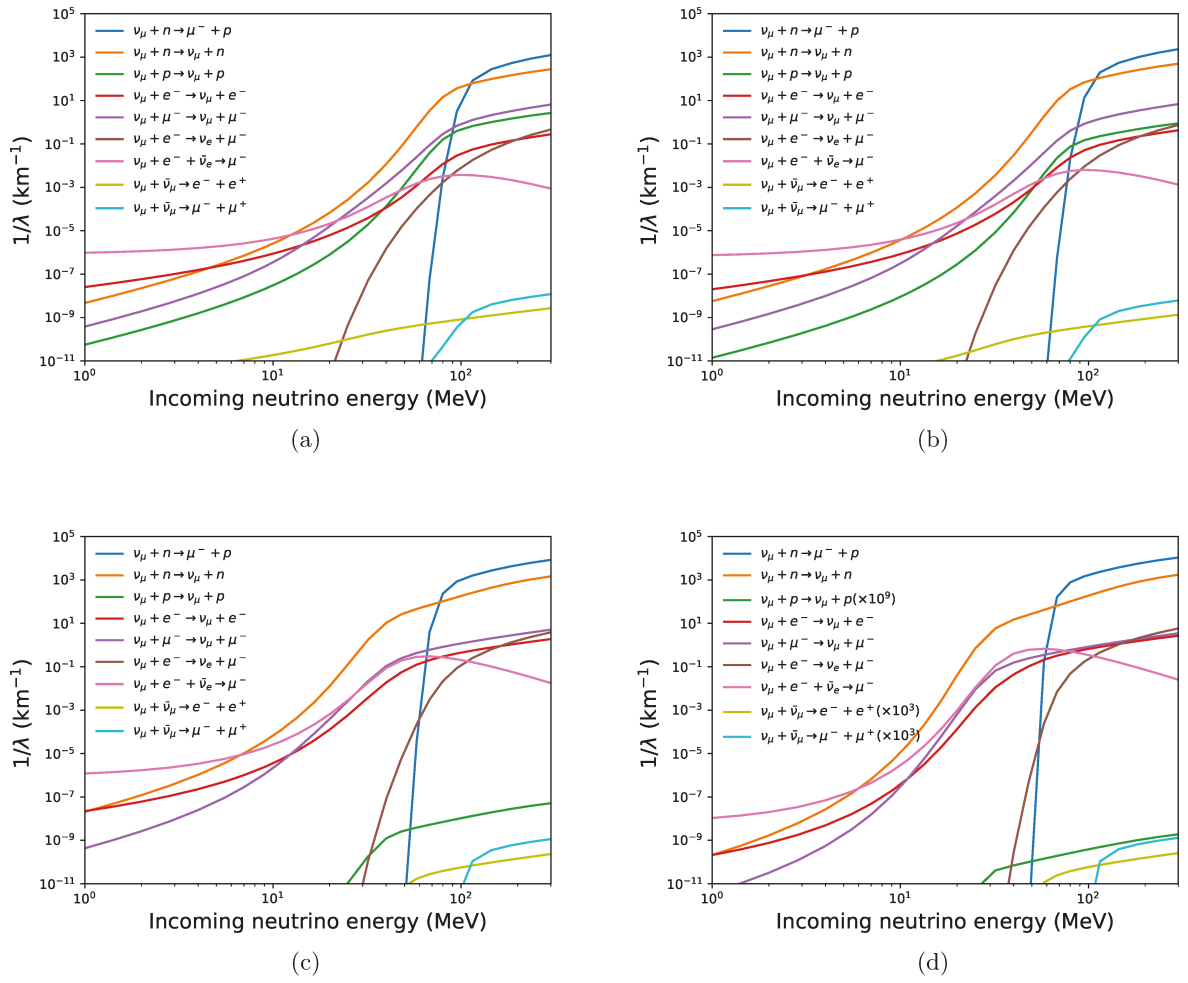 10^5
10^3
10^1
10^−1
10^−3
10^−5
10^−7
10^−9
10^−11
1/λ (km^−1)
ν_μ + n → μ^− + p
ν_μ + n → ν_μ + n
ν_μ + p → ν_μ + p
ν_μ + e^− → ν_μ + e^−
ν_μ + μ^− → ν_μ + μ^−
ν_μ + e^− → ν_e + μ^−
ν_μ + e^− + ν̄_e → μ^−
ν_μ + ν̄_μ → e^− + e^+
ν_μ + ν̄_μ → μ^− + μ^+
10^0 10^1 10^2
Incoming neutrino energy (MeV)
(a)
10^5
10^3
10^1
10^−1
10^−3
10^−5
10^−7
10^−9
10^−11
1/λ (km^−1)
ν_μ + n → μ^− + p
ν_μ + n → ν_μ + n
ν_μ + p → ν_μ + p
ν_μ + e^− → ν_μ + e^−
ν_μ + μ^− → ν_μ + μ^−
ν_μ + e^− → ν_e + μ^−
ν_μ + e^− + ν̄_e → μ^−
ν_μ + ν̄_μ → e^− + e^+
ν_μ + ν̄_μ → μ^− + μ^+
10^0 10^1 10^2
Incoming neutrino energy (MeV)
(b)
10^5
10^3
10^1
10^−1
10^−3
10^−5
10^−7
10^−9
10^−11
1/λ (km^−1)
ν_μ + n → μ^− + p
ν_μ + n → ν_μ + n
ν_μ + p → ν_μ + p
ν_μ + e^− → ν_μ + e^−
ν_μ + μ^− → ν_μ + μ^−
ν_μ + e^− → ν_e + μ^−
ν_μ + e^− + ν̄_e → μ^−
ν_μ + ν̄_μ → e^− + e^+
ν_μ + ν̄_μ → μ^− + μ^+
10^0 10^1 10^2
Incoming neutrino energy (MeV)
(c)
10^5
10^3
10^1
10^−1
10^−3
10^−5
10^−7
10^−9
10^−11
1/λ (km^−1)
ν_μ + n → μ^− + p
ν_μ + n → ν_μ + n
ν_μ + p → ν_μ + p(×10^9)
ν_μ + e^− → ν_μ + e^−
ν_μ + μ^− → ν_μ + μ^−
ν_μ + e^− → ν_e + μ^−
ν_μ + e^− + ν̄_e → μ^−
ν_μ + ν̄_μ → e^− + e^+(×10^3)
ν_μ + ν̄_μ → μ^− + μ^+(×10^3)
10^0 10^1 10^2
Incoming neutrino energy (MeV)
(d)